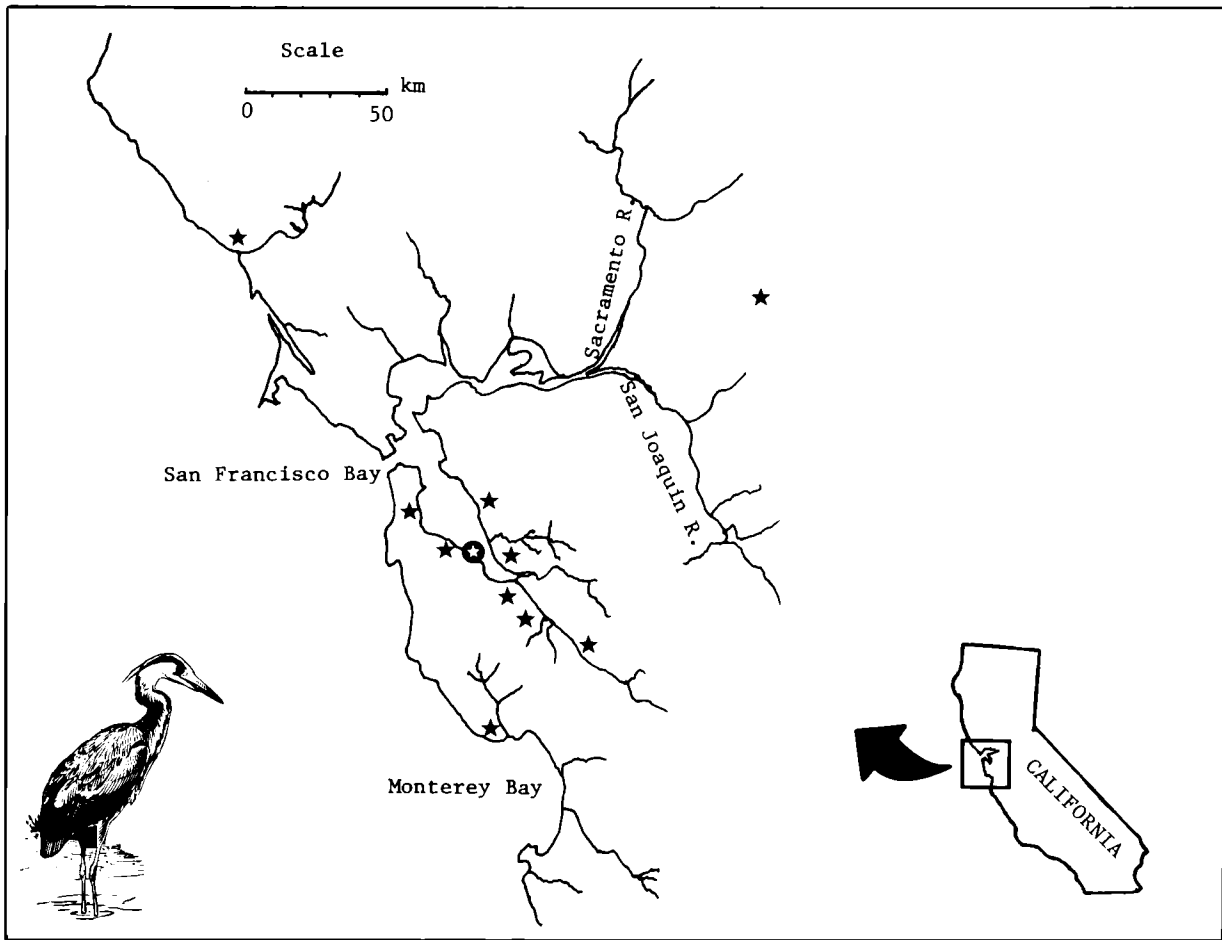 Scale
km
0 50
Sacramento R.
San Joaquin R.
San Francisco Bay
Monterey Bay
CALIFORNIA